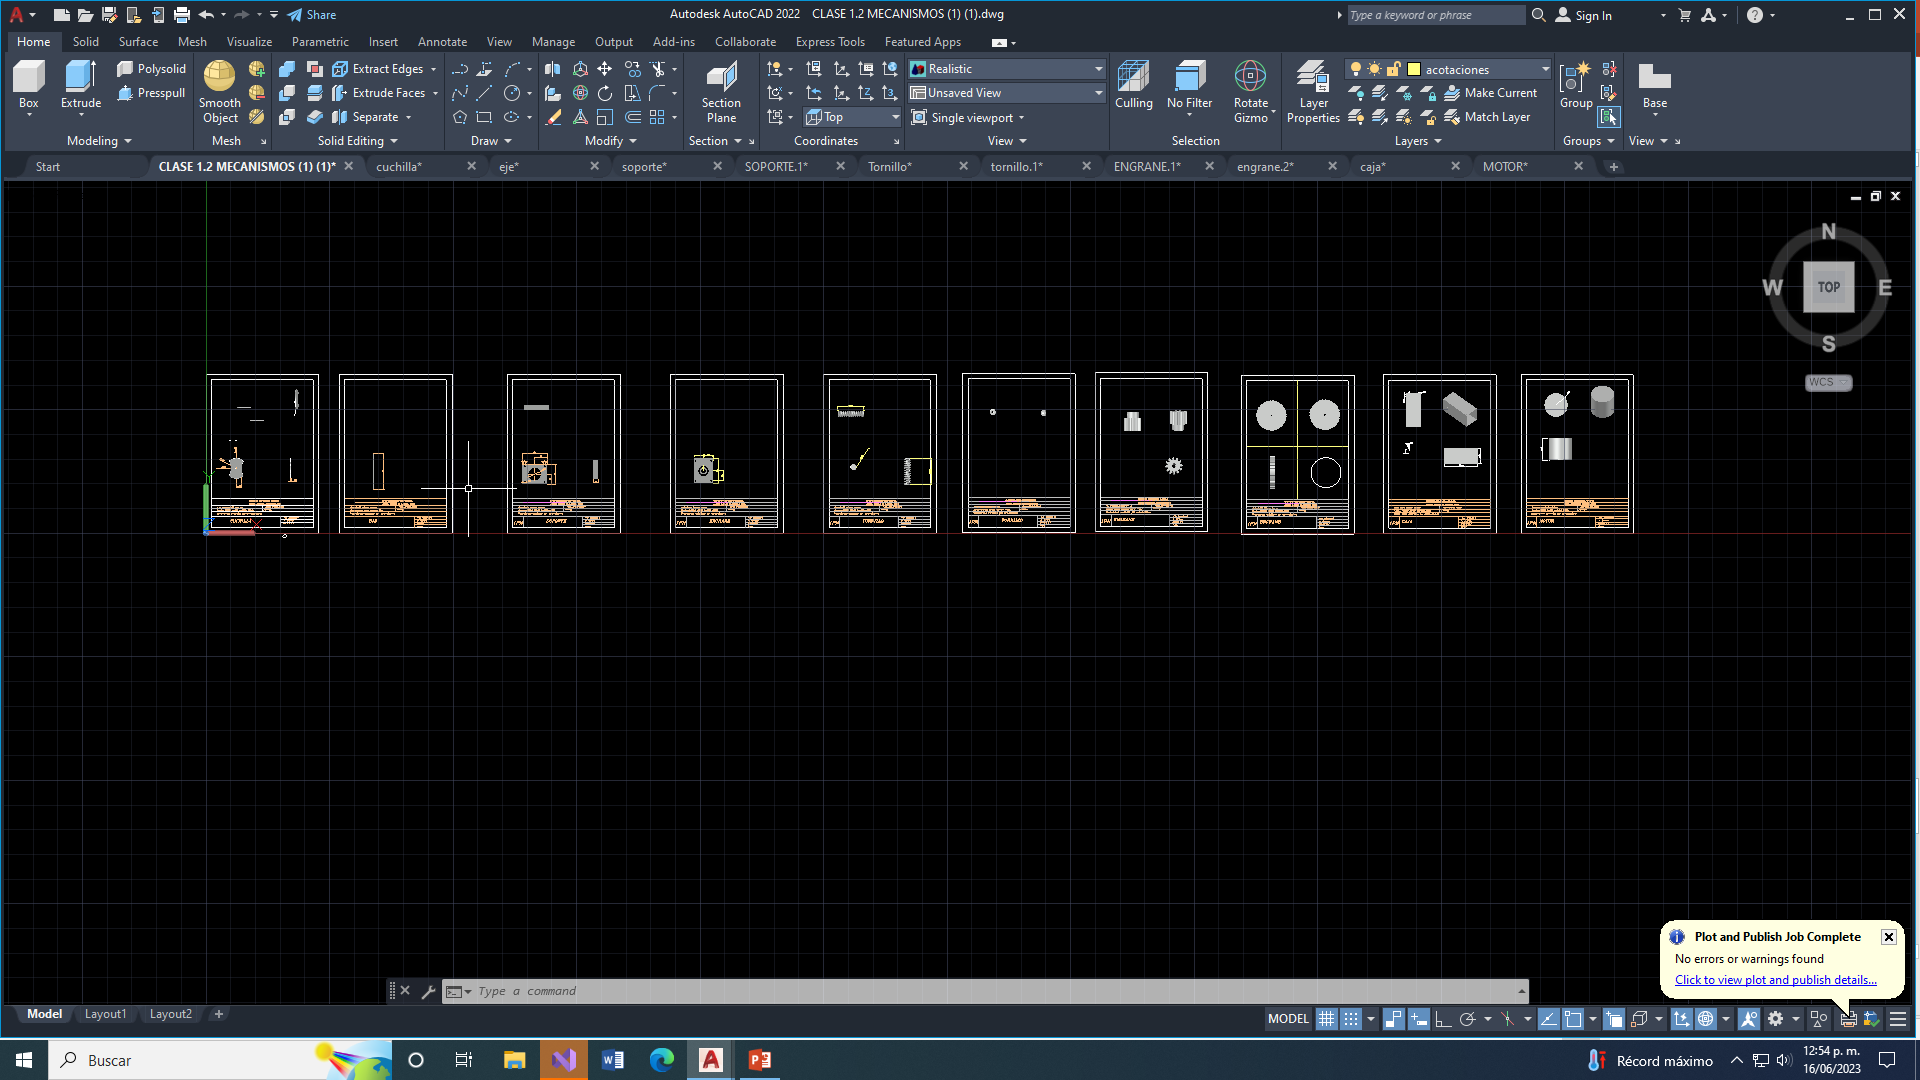 Share
Autodesk AutoCAD 2022 CLASE 1.2 MECANISMOS (1) (1).dwg
Type a keyword or phrase
Sign In
Home Solid Surface Mesh Visualize Parametric Insert Annotate View Manage Output Add-ins Collaborate Express Tools Featured Apps
Box
Extrude
Polysolid
Presspull
Modeling
Smooth Object
Mesh
Extract Edges
Extrude Faces
Separate
Solid Editing
Draw
Modify
Section Plane
Section
Top
Coordinates
Realistic
Unsaved View
Single viewport
View
Culling
No Filter
Rotate Gizmo
Selection
Layer Properties
acotaciones
Make Current
Match Layer
Layers
Group
Groups
Base
View
Start CLASE 1.2 MECANISMOS (1) (1)* cuchilla* eje* soporte* SOPORTE.1* Tornillo* tornillo.1* ENGRANE.1* engrane.2* caja* MOTOR*
N
W TOP E
S
WCS
Plot and Publish Job Complete
No errors or warnings found
Click to view plot and publish details...
Type a command
Model Layout1 Layout2
MODEL
Buscar
Récord máximo
12:54 p. m.
16/06/2023